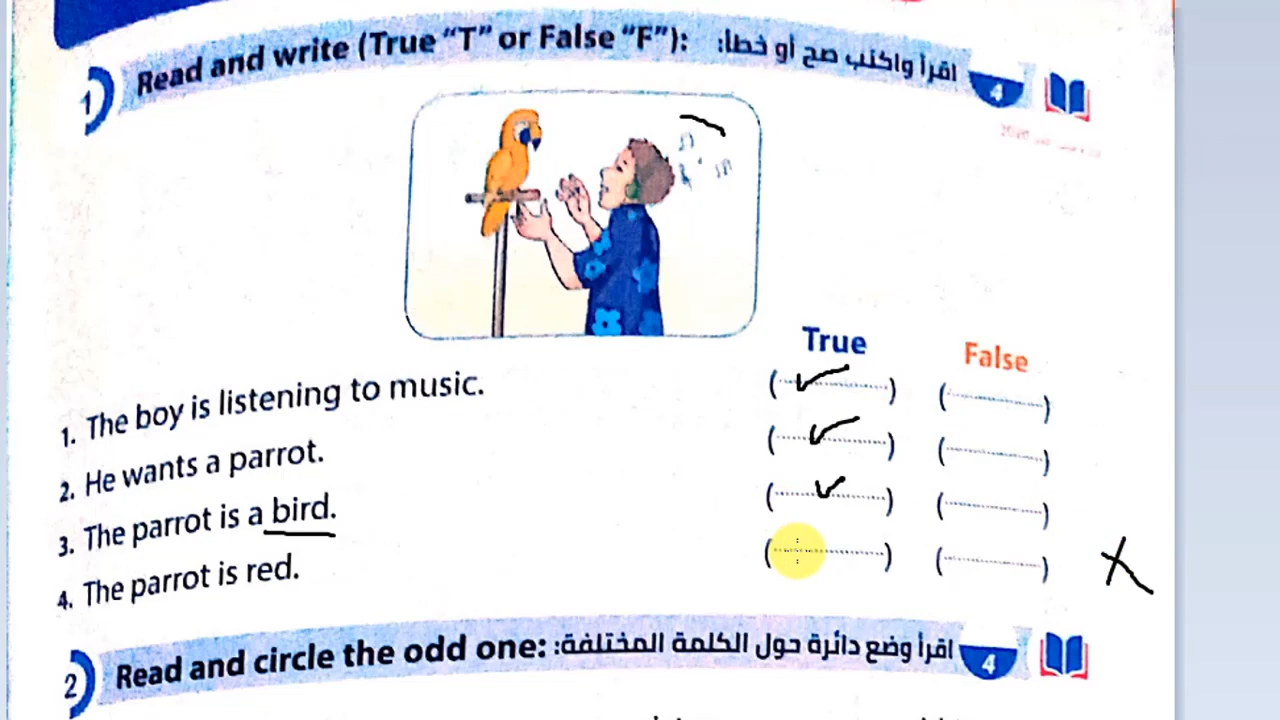 1 Read and write (True “T” or False “F”): اقرأ واكتب صح أو خطأ: 4
True False
1. The boy is listening to music. (✓) ()
2. He wants a parrot. (✓) ()
3. The parrot is a bird. (✓) ()
4. The parrot is red. () () X
2 Read and circle the odd one: اقرأ وضع دائرة حول الكلمة المختلفة: 4